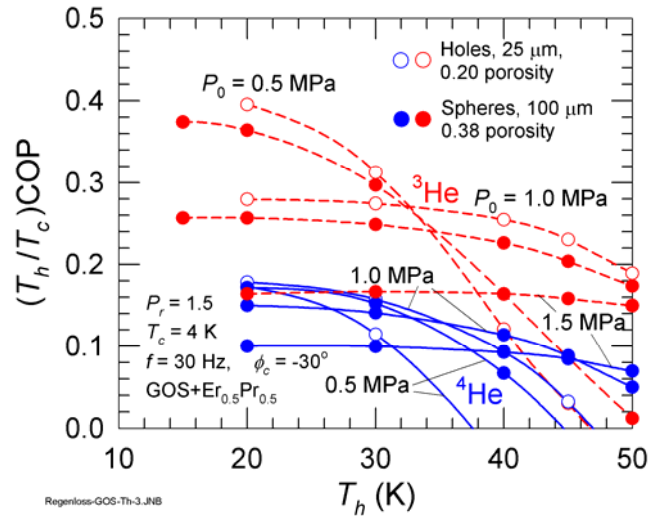 0.5
0.4
0.3
0.2
0.1
0.0
(T_h/T_c)COP
10
20
30
40
50
T_h (K)
Holes, 25 μm,
0.20 porosity
Spheres, 100 μm
0.38 porosity
P_0 = 0.5 MPa
³He
P_0 = 1.0 MPa
1.0 MPa
1.5 MPa
P_r = 1.5
T_c = 4 K
f = 30 Hz, ϕ_c = -30°
GOS+Er_0.5Pr_0.5
0.5 MPa
⁴He
Regenloss-GOS-Th-3.JNB